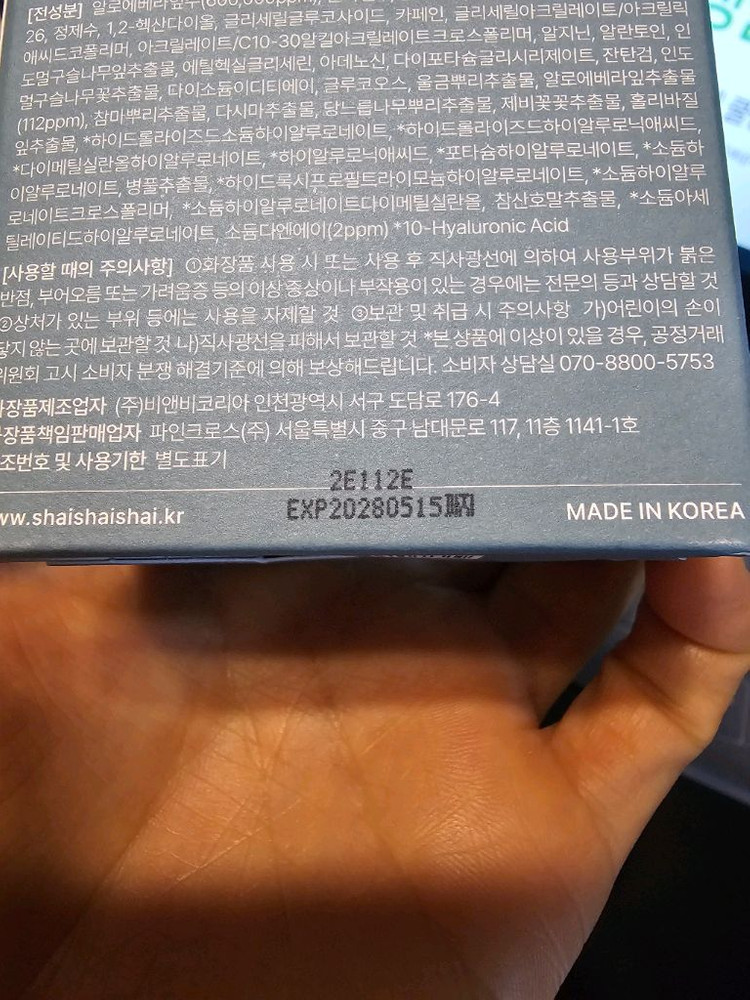 [전성분] 알로에베라잎수
26, 정제수, 1,2-헥산다이올, 글리세릴글루코사이드, 카페인, 글리세릴아크릴레이트/아크릴릭
애씨드코폴리머, 아크릴레이트/C10-30알킬아크릴레이트크로스폴리머, 알지닌, 알란토인, 인
도멀구슬나무잎추출물, 에틸헥실글리세린, 아데노신, 다이포타슘글리시리제이트, 잔탄검, 인도
멀구슬나무꽃추출물, 다이소듐이디티에이, 글루코오스, 울금뿌리추출물, 알로에베라잎추출물
(112ppm), 참마뿌리추출물, 다시마추출물, 당느릅나무뿌리추출물, 제비꽃꽃추출물, 홀리바질
잎추출물, *하이드롤라이즈드소듐하이알루로네이트, *하이드롤라이즈드하이알루로닉애씨드,
*다이메틸실란올하이알루로네이트, *하이알루로닉애씨드, *포타슘하이알루로네이트, *소듐하
이알루로네이트, 병풀추출물, *하이드록시프로필트라이모늄하이알루로네이트, *소듐하이알루
로네이트크로스폴리머, *소듐하이알루로네이트다이메틸실란올, 참산호말추출물, *소듐아세
틸레이티드하이알루로네이트, 소듐디엔에이(2ppm) *10-Hyaluronic Acid
[사용할 때의 주의사항] ①화장품 사용 시 또는 사용 후 직사광선에 의하여 사용부위가 붉은
반점, 부어오름 또는 가려움증 등의 이상 증상이나 부작용이 있는 경우에는 전문의 등과 상담할 것
②상처가 있는 부위 등에는 사용을 자제할 것 ③보관 및 취급 시 주의사항 가)어린이의 손이
닿지 않는 곳에 보관할 것 나)직사광선을 피해서 보관할 것 *본 상품에 이상이 있을 경우, 공정거래
위원회 고시 소비자 분쟁 해결기준에 의해 보상해드립니다. 소비자 상담실 070-8800-5753
화장품제조업자 (주)비앤비코리아 인천광역시 서구 도담로 176-4
화장품책임판매업자 파인크로스(주) 서울특별시 중구 남대문로 117, 11층 1141-1호
제조번호 및 사용기한 별도표기
2E112E
EXP20280515까지
www.shaishaishai.kr MADE IN KOREA